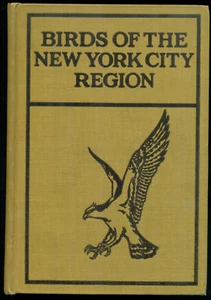 BIRDS OF THE
NEW YORK CITY
REGION